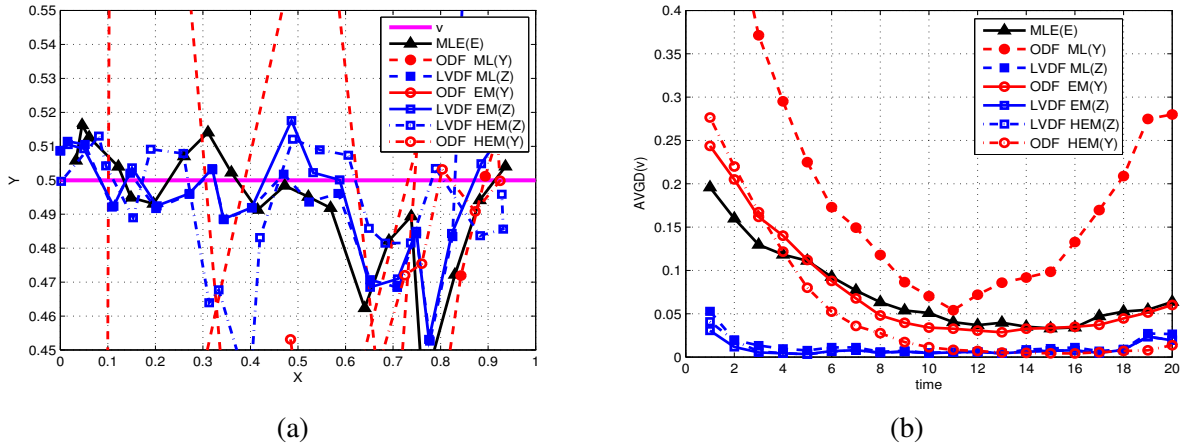 0.55
0.54
0.53
0.52
0.51
0.5
0.49
0.48
0.47
0.46
0.45
Y
0 0.1 0.2 0.3 0.4 0.5 0.6 0.7 0.8 0.9 1
X
v
MLE(E)
ODF ML(Y)
LVDF ML(Z)
ODF EM(Y)
LVDF EM(Z)
LVDF HEM(Z)
ODF HEM(Y)
(a)
0.4
0.35
0.3
0.25
0.2
0.15
0.1
0.05
0
AVGD(v)
0 2 4 6 8 10 12 14 16 18 20
time
MLE(E)
ODF ML(Y)
LVDF ML(Z)
ODF EM(Y)
LVDF EM(Z)
LVDF HEM(Z)
ODF HEM(Y)
(b)